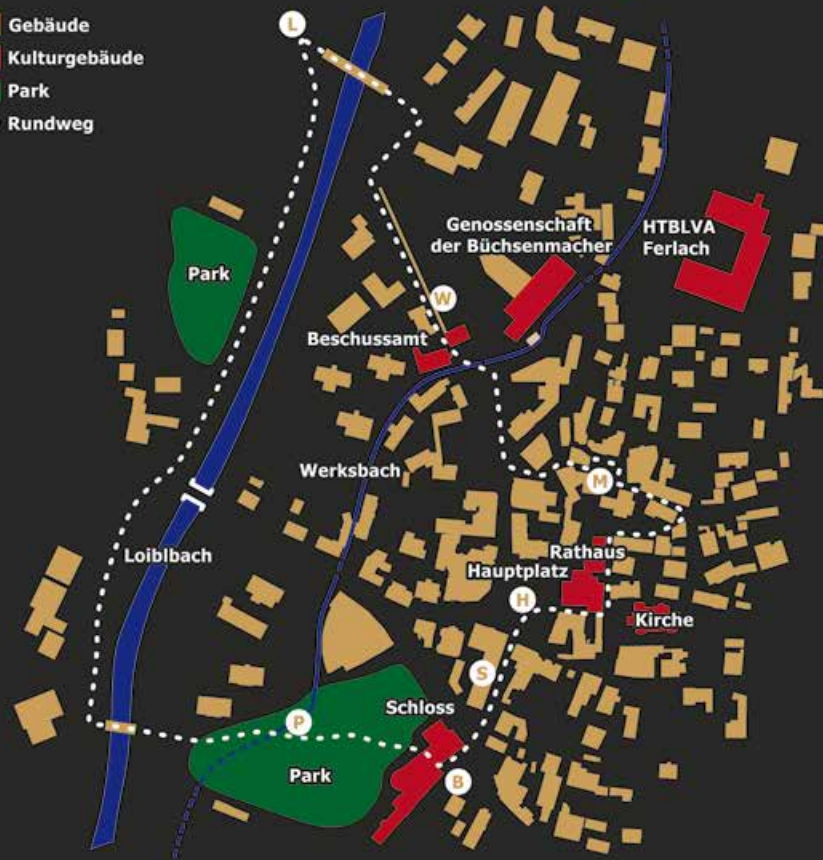 Gebäude
Kulturgebäude
Park
Rundweg
L
Genossenschaft
der Büchsenmacher
HTBLVA
Ferlach
Park
W
Beschussamt
Werksbach
M
Loiblbach
Rathaus
Hauptplatz
H
Kirche
S
Schloss
P
Park
B